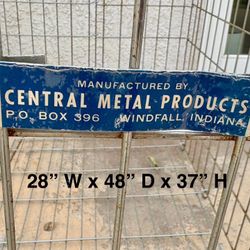 MANUFACTURED BY
CENTRAL METAL PRODUCTS
P.O. BOX 396 WINDFALL, INDIANA
28” W x 48” D x 37” H